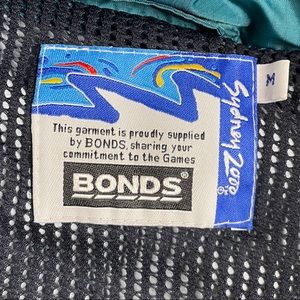 Sydney 2000
M
This garment is proudly supplied
by BONDS, sharing your
commitment to the Games
BONDS®